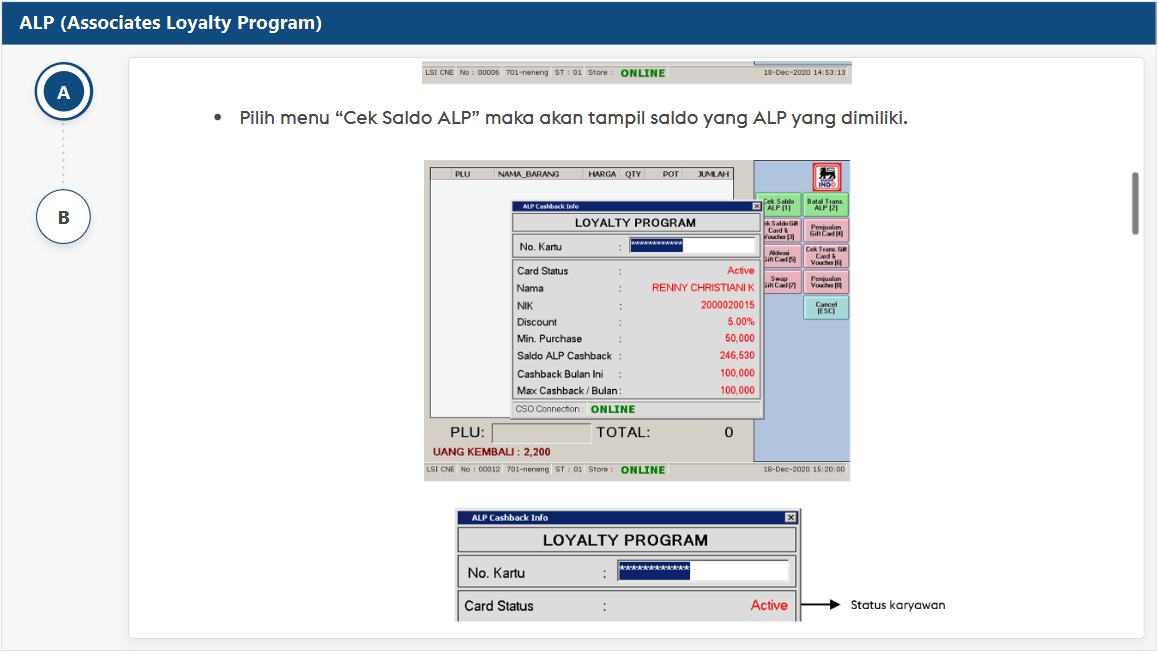 ALP (Associates Loyalty Program)
A
B
LSI CNE No : 00006 701-neneng ST : 01 Store : ONLINE 18-Dec-2020 14:53:13
• Pilih menu “Cek Saldo ALP” maka akan tampil saldo yang ALP yang dimiliki.
PLU NAMA_BARANG HARGA QTY POT JUMLAH
SUPER
INDO
Cek Saldo
ALP [1]
Batal Trans.
ALP [2]
ek Saldo Gift
Card &
Voucher [3]
Penjualan
Gift Card [4]
Aktivasi
Gift Card [5]
Cek Trans. Gift
Card &
Voucher [6]
Swap
Gift Card [7]
Penjualan
Voucher [8]
Cancel
[ESC]
ALP Cashback Info
LOYALTY PROGRAM
No. Kartu : ************
Card Status : Active
Nama : RENNY CHRISTIANI K
NIK : 2000020015
Discount : 5.00%
Min. Purchase : 50,000
Saldo ALP Cashback : 246,530
Cashback Bulan Ini : 100,000
Max Cashback / Bulan : 100,000
CSO Connection : ONLINE
PLU: TOTAL: 0
UANG KEMBALI : 2,200
LSI CNE No : 00012 701-neneng ST : 01 Store : ONLINE 18-Dec-2020 15:20:00
ALP Cashback Info
LOYALTY PROGRAM
No. Kartu : ************
Card Status : Active
Status karyawan